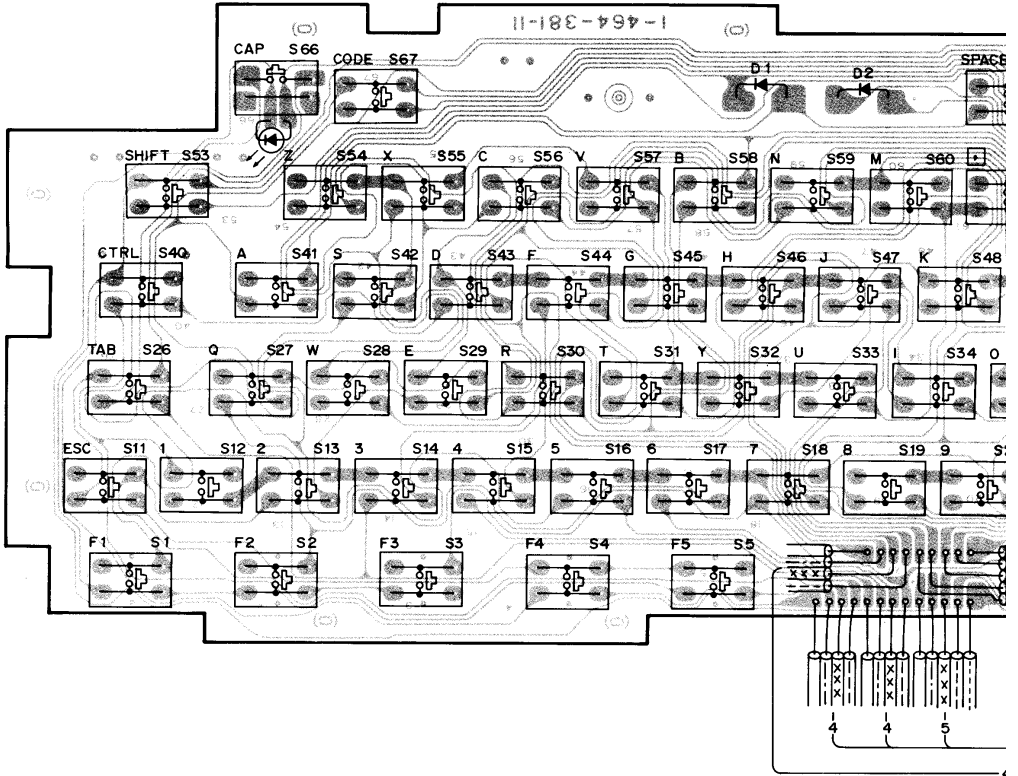 1-464-381-11
CAP S66
CODE S67
D1
D2
SPACE
SHIFT S53
Z S54
X S55
C S56
V S57
B S58
N S59
M S60
CTRL S40
A S41
S S42
D S43
F S44
G S45
H S46
J S47
K S48
TAB S26
Q S27
W S28
E S29
R S30
T S31
Y S32
U S33
I S34
O
ESC S11
1 S12
2 S13
3 S14
4 S15
5 S16
6 S17
7 S18
8 S19
9
F1 S1
F2 S2
F3 S3
F4 S4
F5 S5
X X X
X X X
X X X
X X X
4
4
5